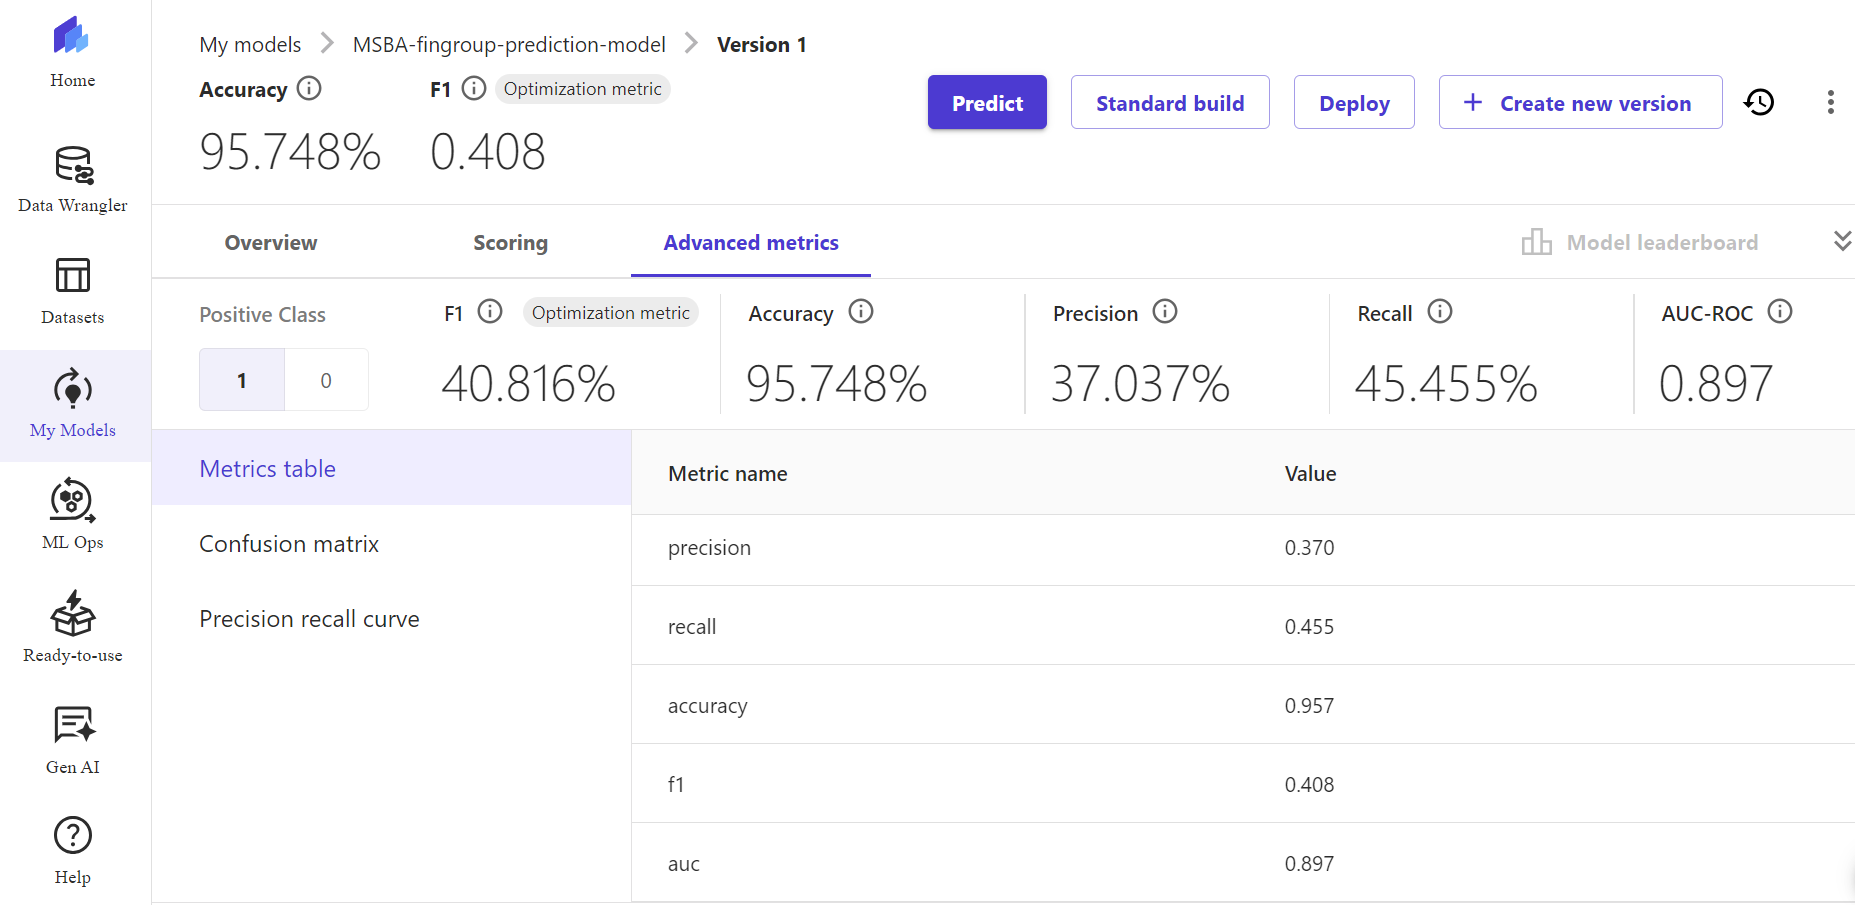 Home
Data Wrangler
Datasets
My Models
ML Ops
Ready-to-use
Gen AI
Help
My models > MSBA-fingroup-prediction-model > Version 1
Accuracy F1 Optimization metric
95.748% 0.408
Predict Standard build Deploy + Create new version
Overview Scoring Advanced metrics Model leaderboard
Positive Class F1 Optimization metric Accuracy Precision Recall AUC-ROC
1 0 40.816% 95.748% 37.037% 45.455% 0.897
Metrics table
Confusion matrix
Precision recall curve
Metric name Value
precision 0.370
recall 0.455
accuracy 0.957
f1 0.408
auc 0.897